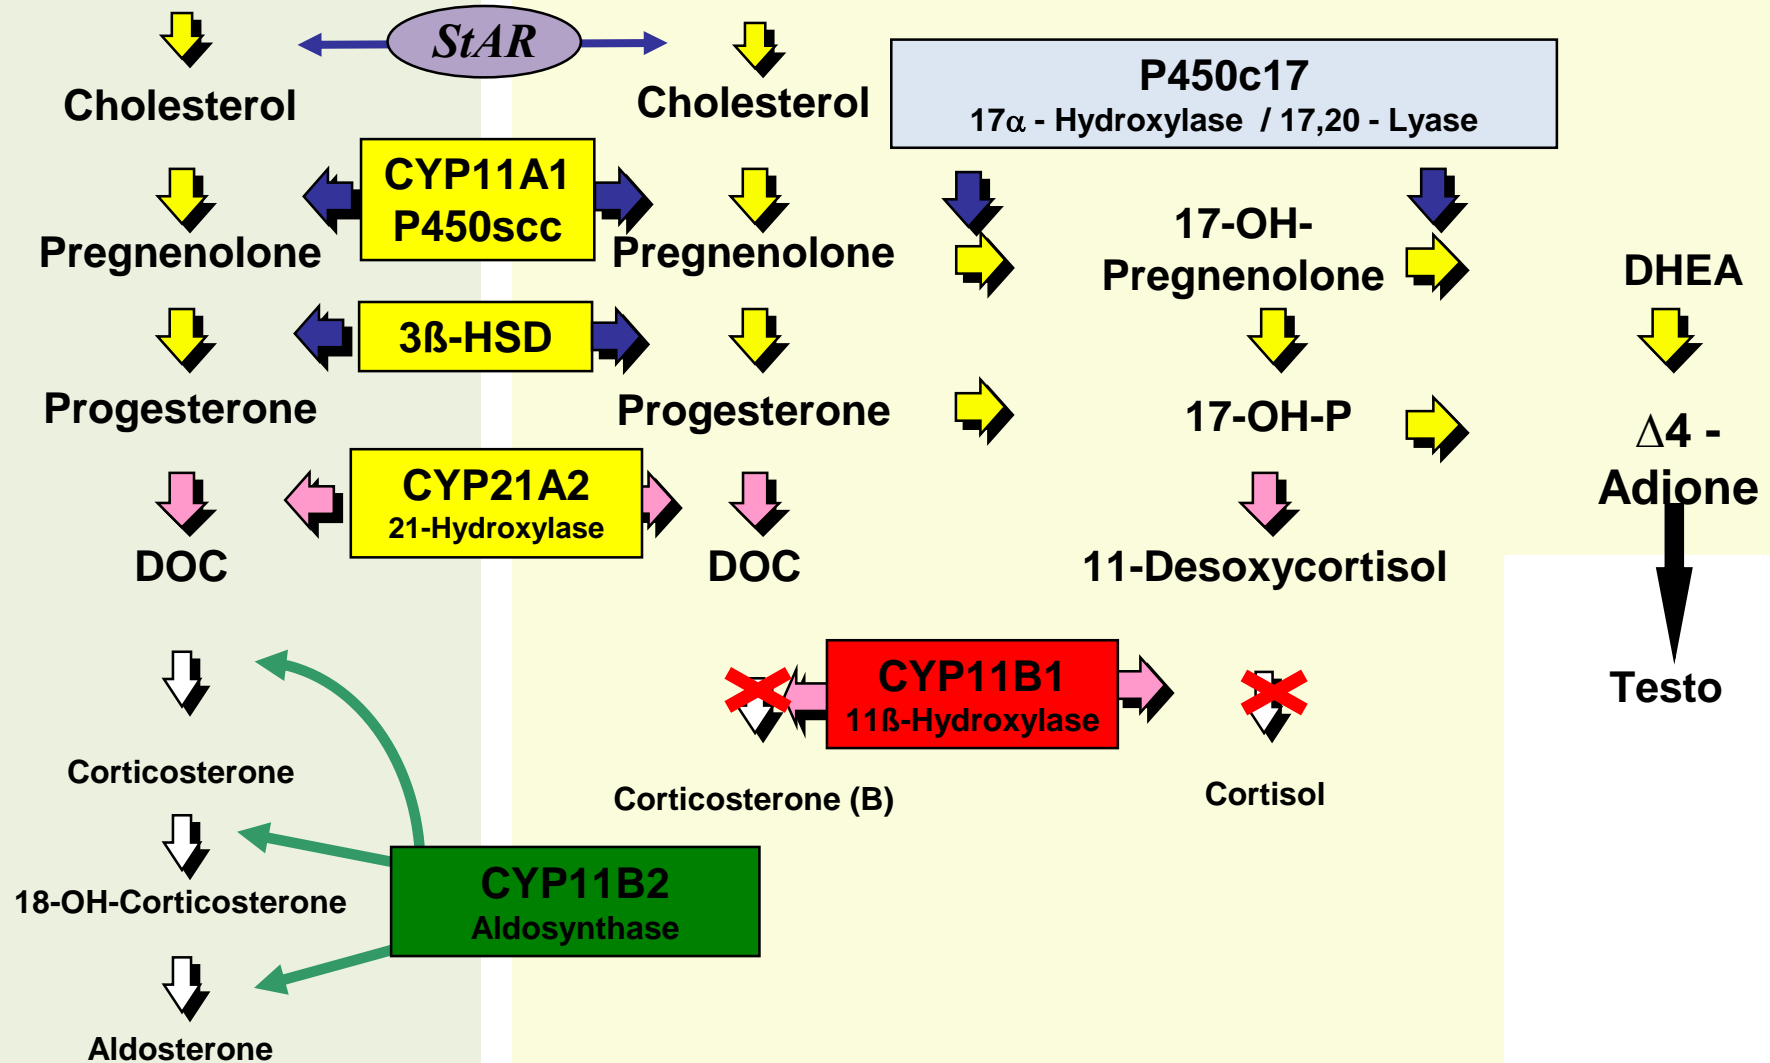 StAR
Cholesterol
Cholesterol
P450c17
17α - Hydroxylase / 17,20 - Lyase
CYP11A1
P450scc
Pregnenolone
Pregnenolone
17-OH-
Pregnenolone
DHEA
3ß-HSD
Progesterone
Progesterone
17-OH-P
Δ4 -
Adione
CYP21A2
21-Hydroxylase
DOC
DOC
11-Desoxycortisol
CYP11B1
11ß-Hydroxylase
Testo
Corticosterone
Corticosterone (B)
Cortisol
CYP11B2
Aldosynthase
18-OH-Corticosterone
Aldosterone